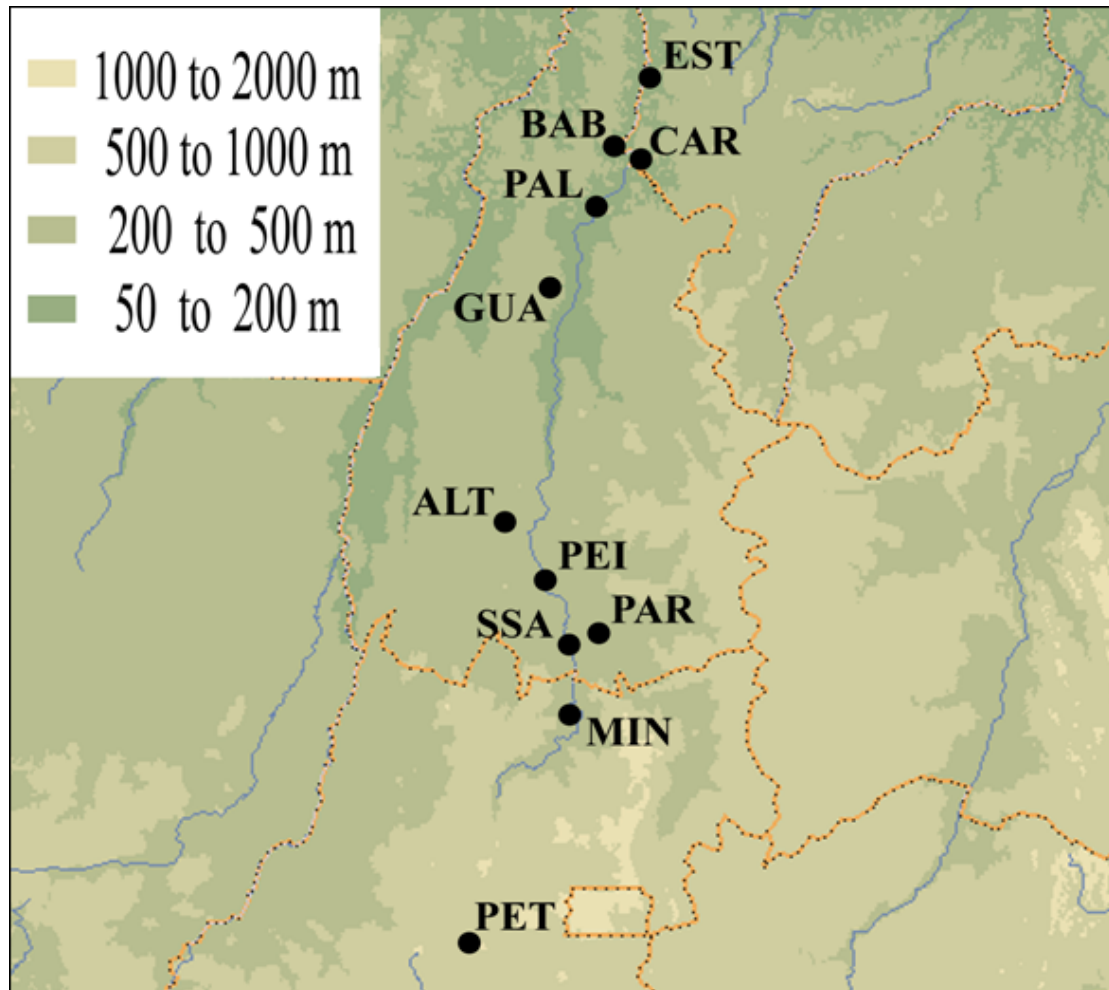 1000 to 2000 m
500 to 1000 m
200 to 500 m
50 to 200 m
EST
BAB
CAR
PAL
GUA
ALT
PEI
PAR
SSA
MIN
PET